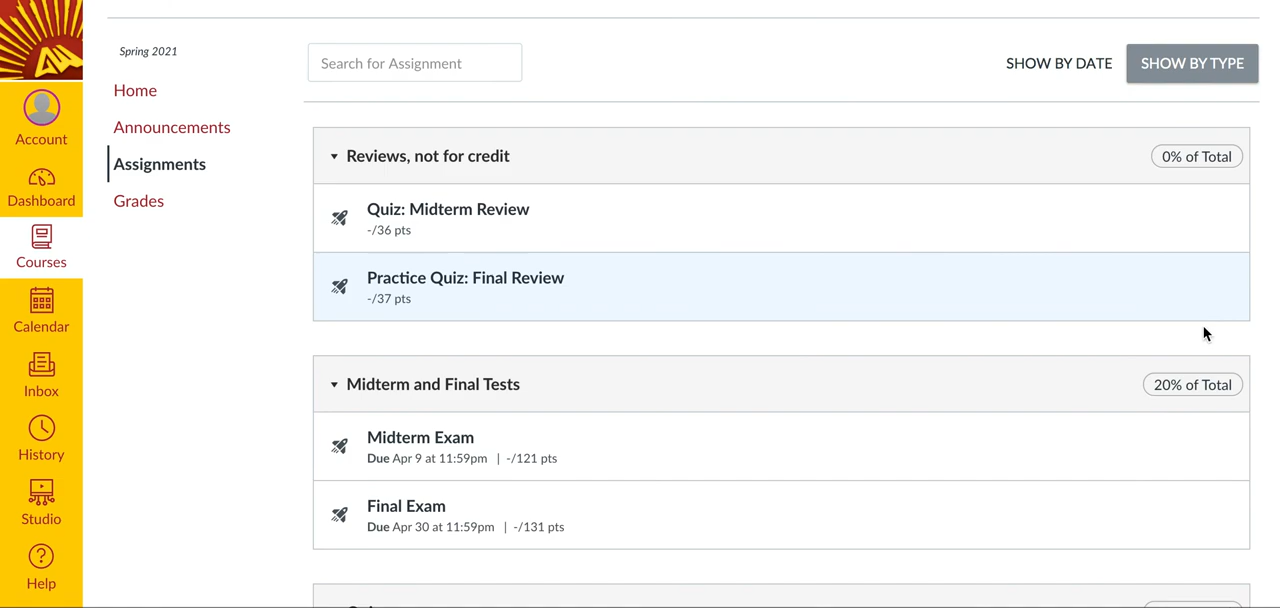 Spring 2021
Home
Announcements
Assignments
Grades
Account
Dashboard
Courses
Calendar
Inbox
History
Studio
Help
Search for Assignment
SHOW BY DATE
SHOW BY TYPE
Reviews, not for credit
0% of Total
Quiz: Midterm Review
-/36 pts
Practice Quiz: Final Review
-/37 pts
Midterm and Final Tests
20% of Total
Midterm Exam
Due Apr 9 at 11:59pm | -/121 pts
Final Exam
Due Apr 30 at 11:59pm | -/131 pts